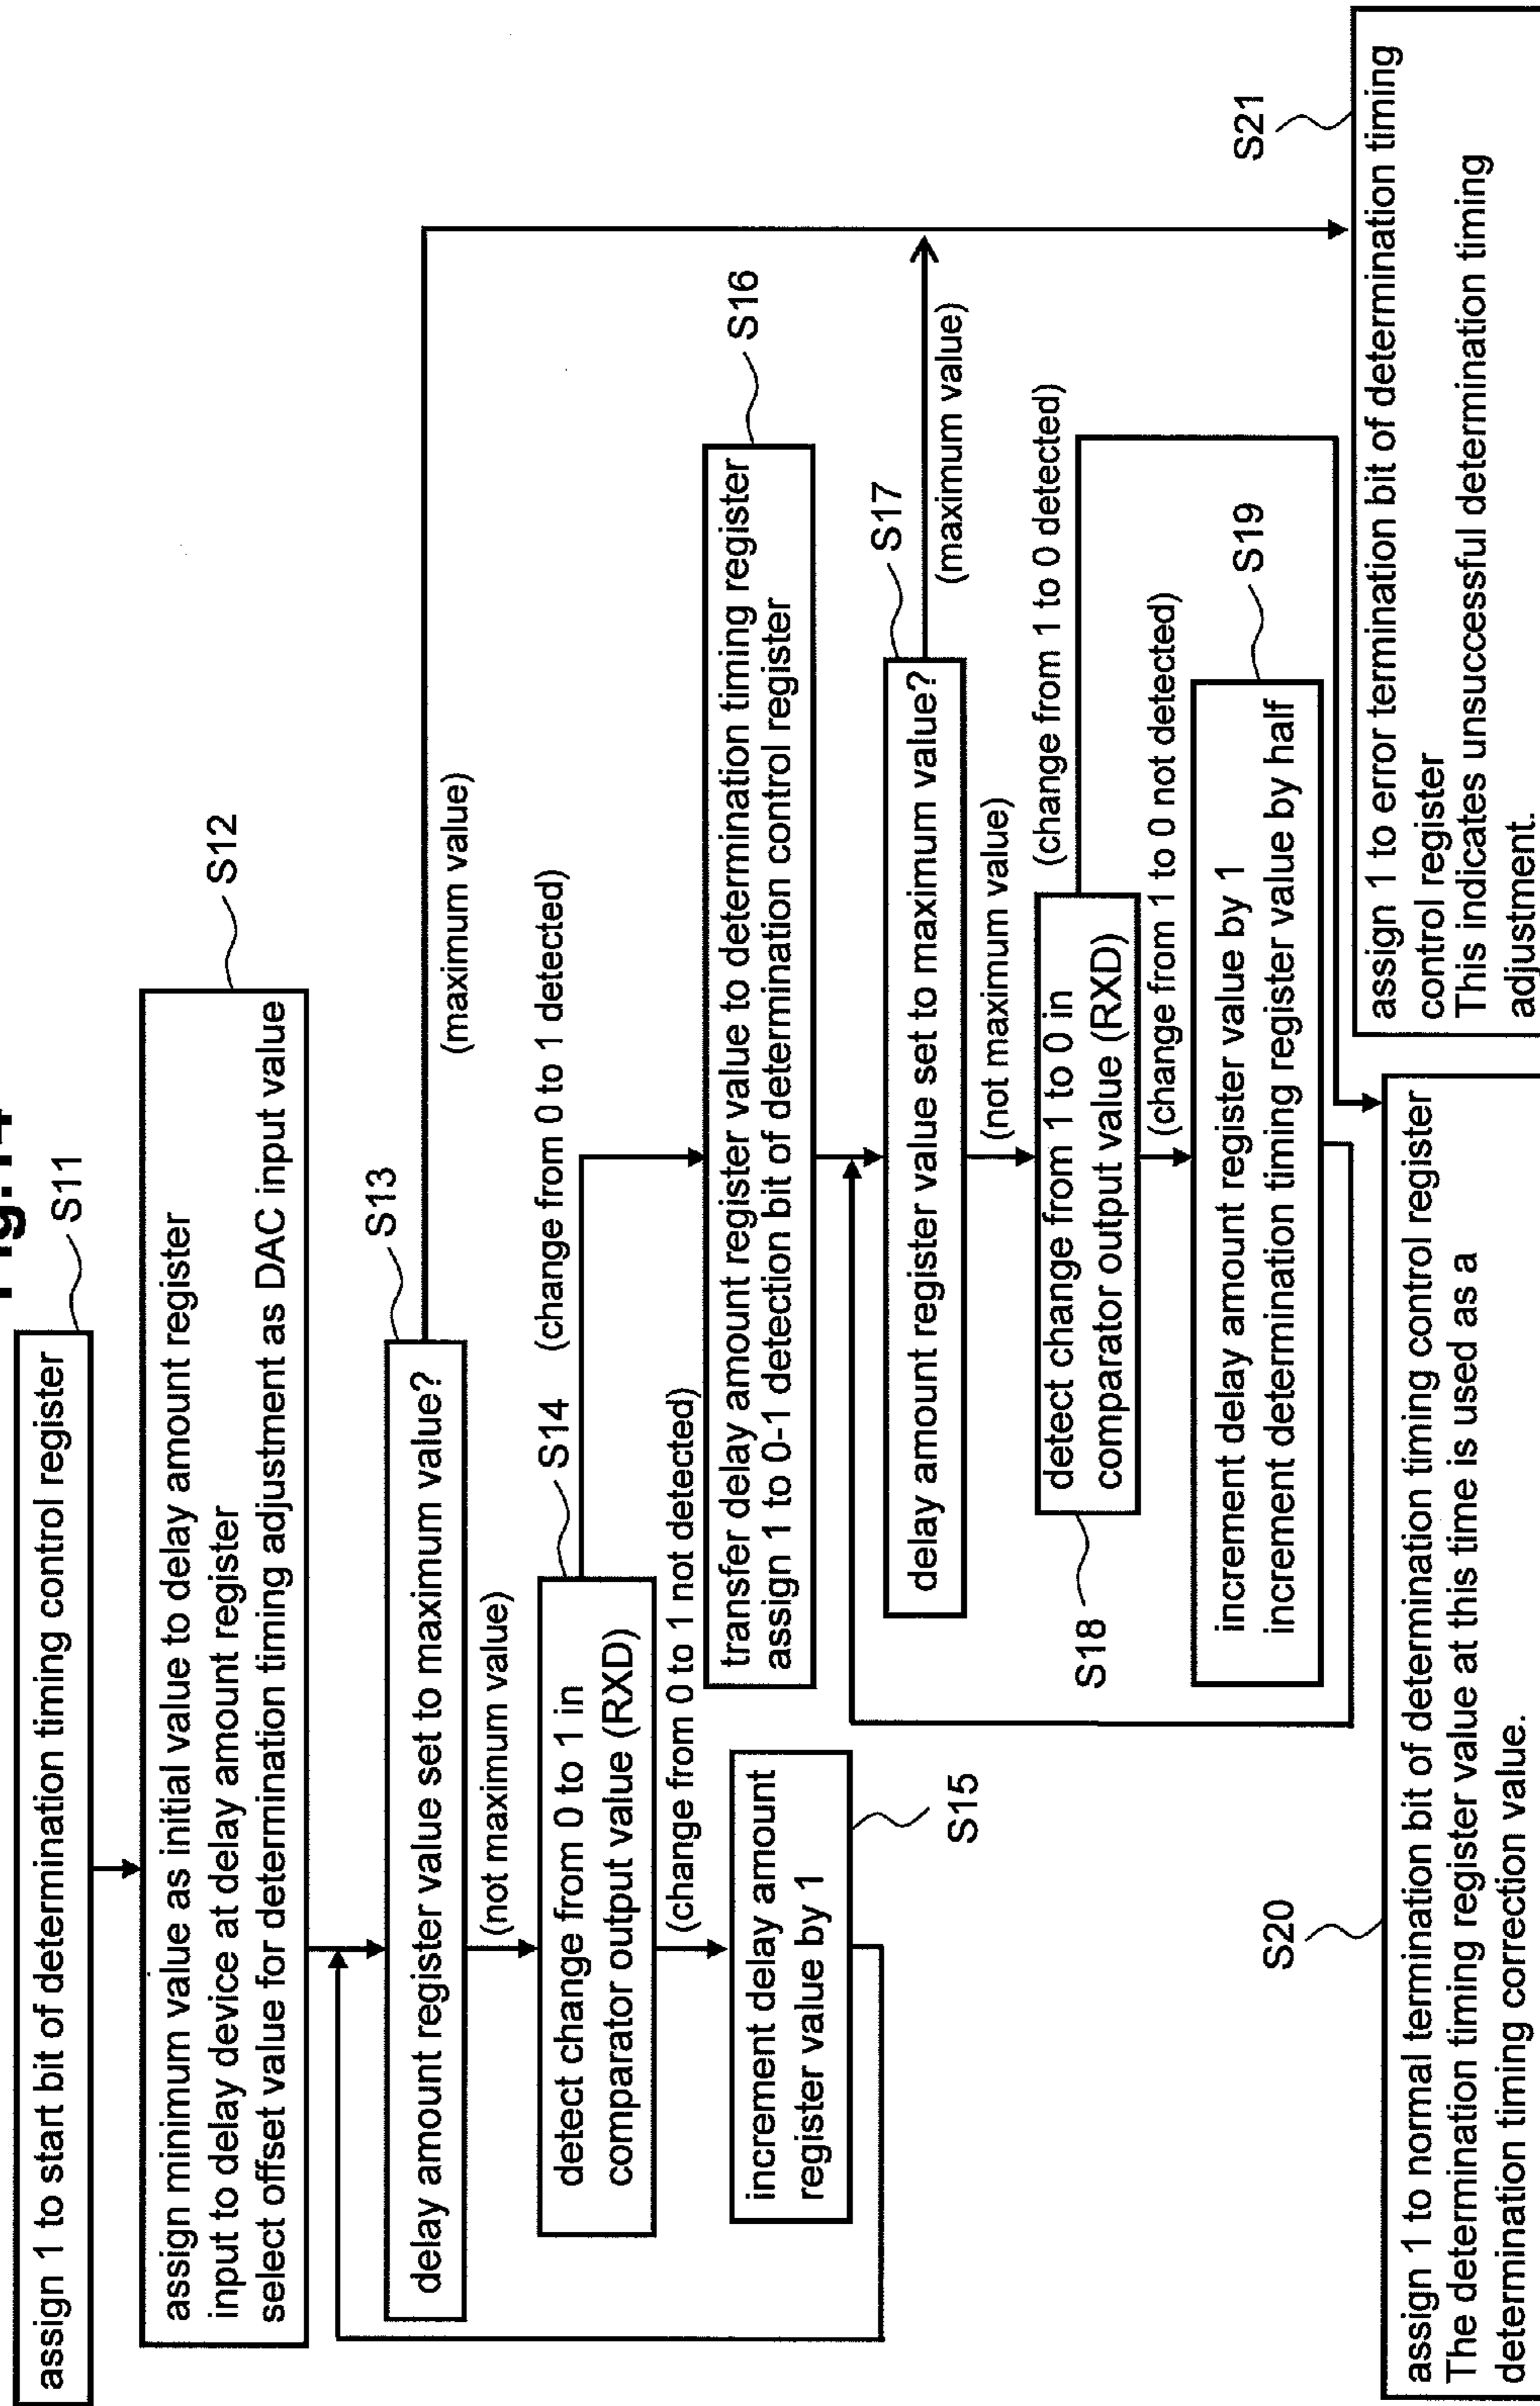 Fig.14
assign 1 to start bit of determination timing control register
S11
assign minimum value as initial value to delay amount register
input to delay device at delay amount register
select offset value for determination timing adjustment as DAC input value
S12
delay amount register value set to maximum value?
S13
(maximum value)
(not maximum value)
detect change from 0 to 1 in
comparator output value (RXD)
S14
(change from 0 to 1 detected)
(change from 0 to 1 not detected)
increment delay amount
register value by 1
S15
transfer delay amount register value to determination timing register
assign 1 to 0-1 detection bit of determination control register
S16
delay amount register value set to maximum value?
S17
(maximum value)
(not maximum value)
detect change from 1 to 0 in
comparator output value (RXD)
S18
(change from 1 to 0 detected)
(change from 1 to 0 not detected)
increment delay amount register value by 1
increment determination timing register value by half
S19
S20
assign 1 to normal termination bit of determination timing control register
The determination timing register value at this time is used as a
determination timing correction value.
S21
assign 1 to error termination bit of determination timing
control register
This indicates unsuccessful determination timing
adjustment.